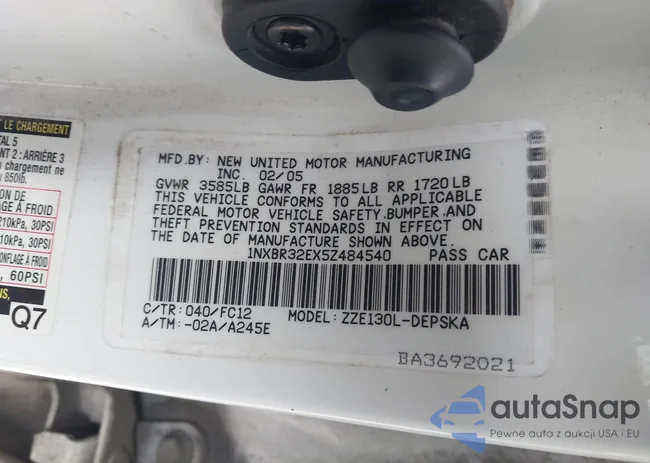 LE CHARGEMENT
TAL 5
ANT 2 : ARRIÈRE 3
u chargement ne
u 850lb.
ON DE
AGE À FROID
210kPa, 30PSI
210kPa, 30PSI
ONFLAGE À FROID
, 60PSI
NS,
Q7
MFD.BY: NEW UNITED MOTOR MANUFACTURING
INC. 02/05
GVWR 3585LB GAWR FR 1885LB RR 1720LB
THIS VEHICLE CONFORMS TO ALL APPLICABLE
FEDERAL MOTOR VEHICLE SAFETY,BUMPER,AND
THEFT PREVENTION STANDARDS IN EFFECT ON
THE DATE OF MANUFACTURE SHOWN ABOVE.
1NXBR32EX5Z484540 PASS CAR
C/TR: 040/FC12 MODEL: ZZE130L-DEPSKA
A/TM: -02A/A245E
BA3692021
autaSnap
Pewne auta z aukcji USA i EU